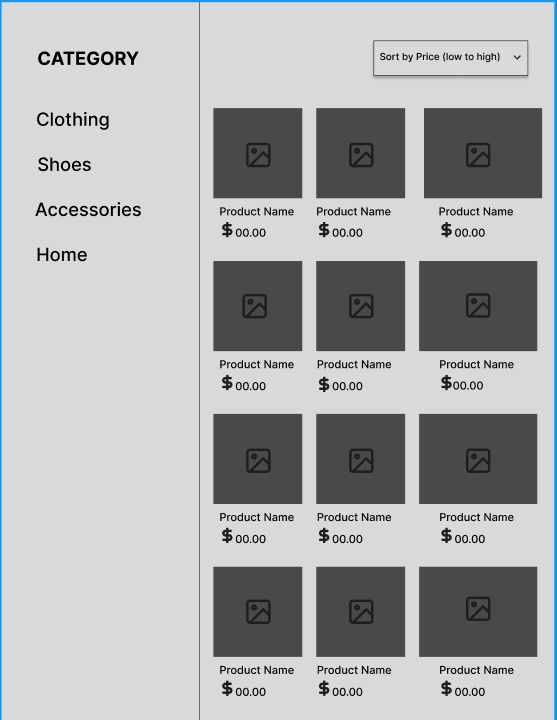 CATEGORY
Sort by Price (low to high)
Clothing
Shoes
Accessories
Home
Product Name Product Name Product Name
$ 00.00 $ 00.00 $ 00.00
Product Name Product Name Product Name
$ 00.00 $ 00.00 $00.00
Product Name Product Name Product Name
$ 00.00 $ 00.00 $ 00.00
Product Name Product Name Product Name
$ 00.00 $ 00.00 $ 00.00